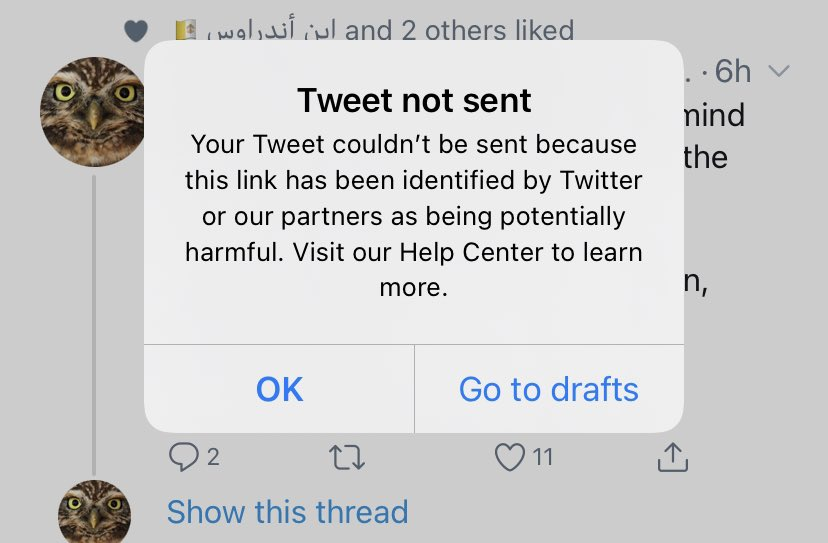 ابن أندراوس and 2 others liked
. · 6h
mind
the
n,
Tweet not sent
Your Tweet couldn’t be sent because
this link has been identified by Twitter
or our partners as being potentially
harmful. Visit our Help Center to learn
more.
OK
Go to drafts
2
11
Show this thread